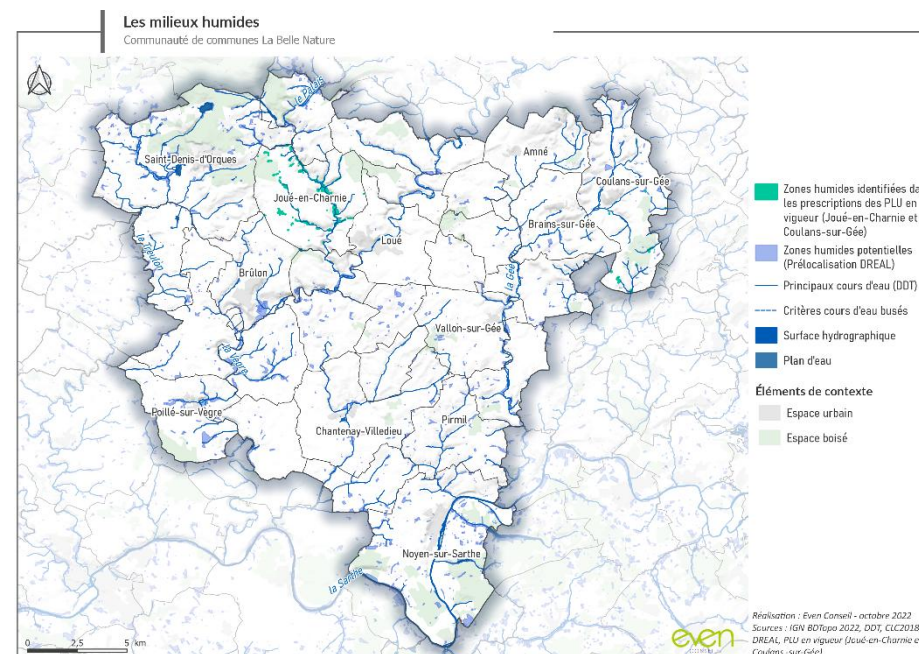 Les milieux humides
Communauté de communes La Belle Nature
le Palais
Saint-Denis-d'Orques
Amné
Coulans-sur-Gée
Joué-en-Charnie
Brains-sur-Gée
Loué
le Treulon
Brûlon
la Gée
Vallon-sur-Gée
la Vègre
Poillé-sur-Vègre
Chantenay-Villedieu
Pirmil
Noyen-sur-Sarthe
la Sarthe
0 2,5 5 km
even
CONSEIL
Zones humides identifiées da
les prescriptions des PLU en
vigueur (Joué-en-Charnie et
Coulans-sur-Gée)
Zones humides potentielles
(Prélocalisation DREAL)
Principaux cours d'eau (DDT)
Critères cours d'eau busés
Surface hydrographique
Plan d'eau
Éléments de contexte
Espace urbain
Espace boisé
Réalisation : Even Conseil - octobre 2022
Sources : IGN BDTopo 2022, DDT, CLC2018
DREAL, PLU en vigueur (Joué-en-Charnie e
Coulans -sur-Gée)